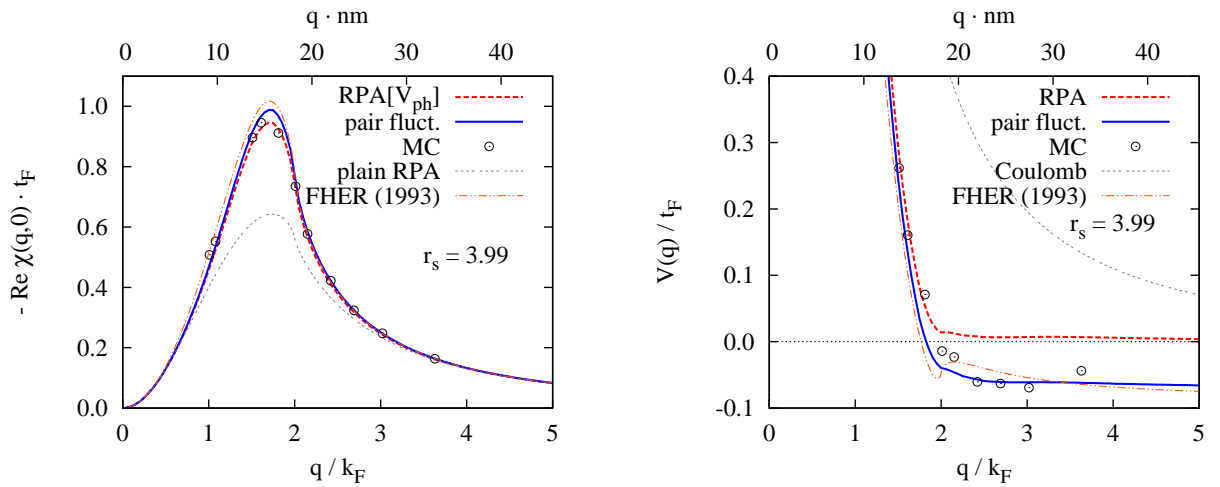 q · nm
0 10 20 30 40
1.0
0.8
0.6
0.4
0.2
0.0
- Re χ(q,0) · t_F
RPA[V_ph]
pair fluct.
MC
plain RPA
FHER (1993)
r_s = 3.99
0 1 2 3 4 5
q / k_F
q · nm
0 10 20 30 40
0.4
0.3
0.2
0.1
0.0
-0.1
V(q) / t_F
RPA
pair fluct.
MC
Coulomb
FHER (1993)
r_s = 3.99
0 1 2 3 4 5
q / k_F